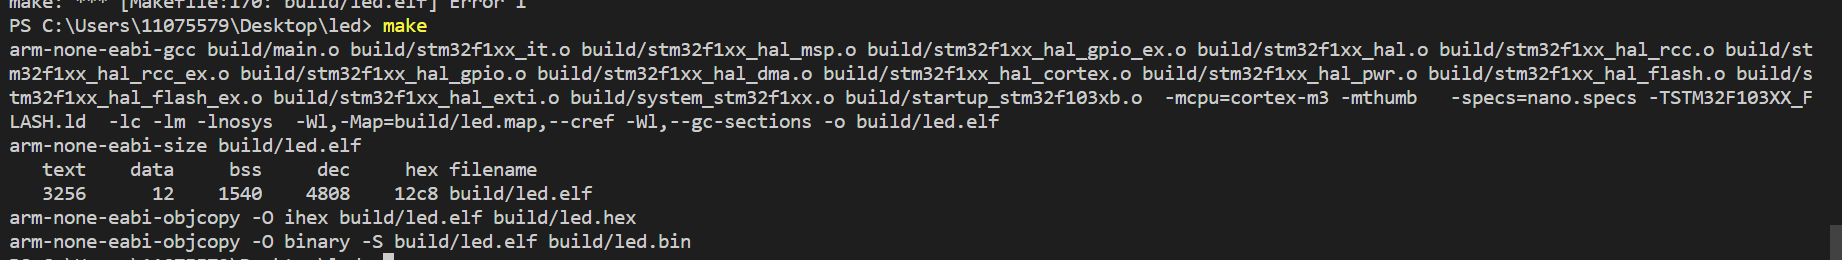 make: *** [Makefile:170: build/led.elf] Error 1
PS C:\Users\11075579\Desktop\led> make
arm-none-eabi-gcc build/main.o build/stm32f1xx_it.o build/stm32f1xx_hal_msp.o build/stm32f1xx_hal_gpio_ex.o build/stm32f1xx_hal.o build/stm32f1xx_hal_rcc.o build/st
m32f1xx_hal_rcc_ex.o build/stm32f1xx_hal_gpio.o build/stm32f1xx_hal_dma.o build/stm32f1xx_hal_cortex.o build/stm32f1xx_hal_pwr.o build/stm32f1xx_hal_flash.o build/s
tm32f1xx_hal_flash_ex.o build/stm32f1xx_hal_exti.o build/system_stm32f1xx.o build/startup_stm32f103xb.o  -mcpu=cortex-m3 -mthumb   -specs=nano.specs -TSTM32F103XX_F
LASH.ld  -lc -lm -lnosys  -Wl,-Map=build/led.map,--cref -Wl,--gc-sections -o build/led.elf
arm-none-eabi-size build/led.elf
   text    data     bss     dec     hex filename
   3256      12    1540    4808    12c8 build/led.elf
arm-none-eabi-objcopy -O ihex build/led.elf build/led.hex
arm-none-eabi-objcopy -O binary -S build/led.elf build/led.bin